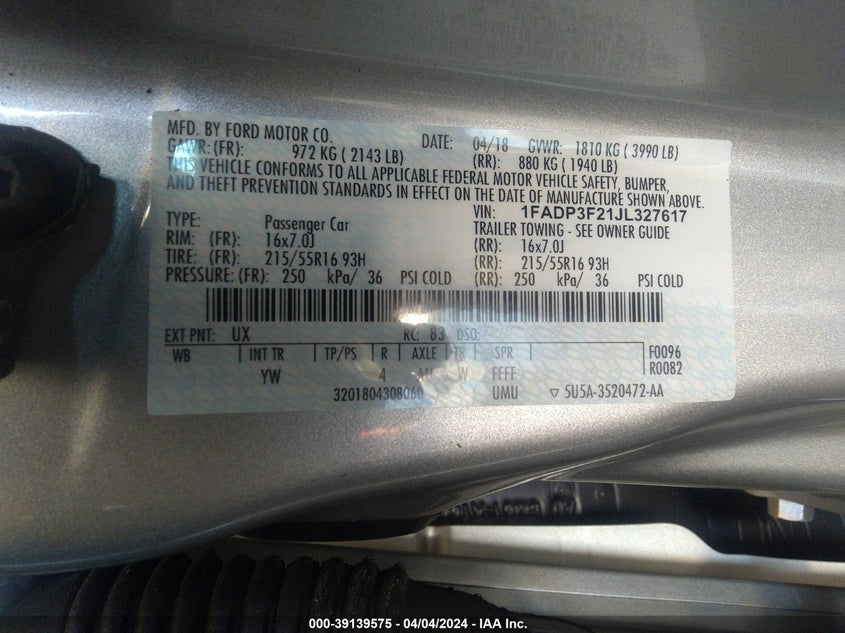 MFD. BY FORD MOTOR CO. DATE: 04/18 GVWR: 1810 KG ( 3990 LB)
GAWR: (FR): 972 KG ( 2143 LB) (RR): 880 KG ( 1940 LB)
THIS VEHICLE CONFORMS TO ALL APPLICABLE FEDERAL MOTOR VEHICLE SAFETY, BUMPER,
AND THEFT PREVENTION STANDARDS IN EFFECT ON THE DATE OF MANUFACTURE SHOWN ABOVE.
VIN: 1FADP3F21JL327617
TYPE: Passenger Car TRAILER TOWING - SEE OWNER GUIDE
RIM: (FR): 16x7.0J (RR): 16x7.0J
TIRE: (FR): 215/55R16 93H (RR): 215/55R16 93H
PRESSURE: (FR): 250 kPa/ 36 PSI COLD (RR): 250 kPa/ 36 PSI COLD
EXT PNT: UX RC: 83 DSO:
WB INT TR TP/PS R AXLE TR SPR F0096
YW 4 W FFFF R0082
3201804308060 UMU ▽ 5U5A-3520472-AA
000-39139575 - 04/04/2024 - IAA Inc.